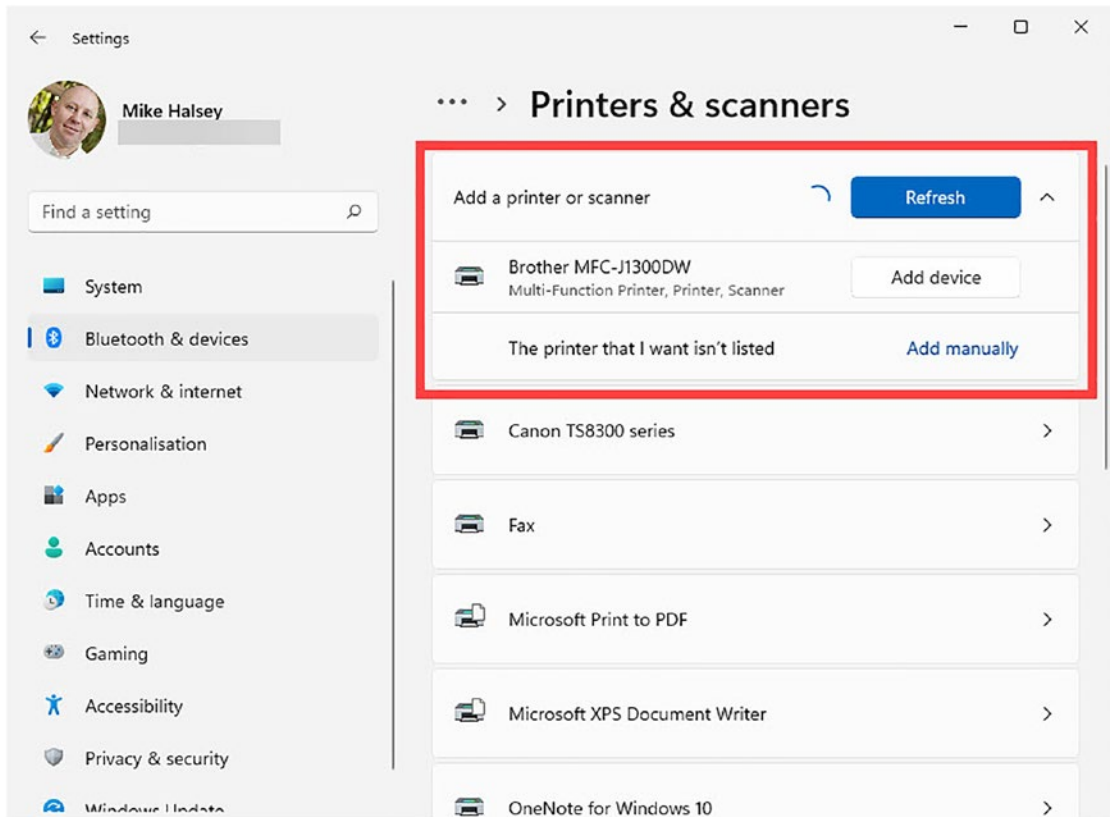 Settings
Mike Halsey
Find a setting
System
Bluetooth & devices
Network & internet
Personalisation
Apps
Accounts
Time & language
Gaming
Accessibility
Privacy & security
Windows Update
Printers & scanners
Add a printer or scanner
Refresh
Brother MFC-J1300DW
Multi-Function Printer, Printer, Scanner
Add device
The printer that I want isn't listed
Add manually
Canon TS8300 series
Fax
Microsoft Print to PDF
Microsoft XPS Document Writer
OneNote for Windows 10